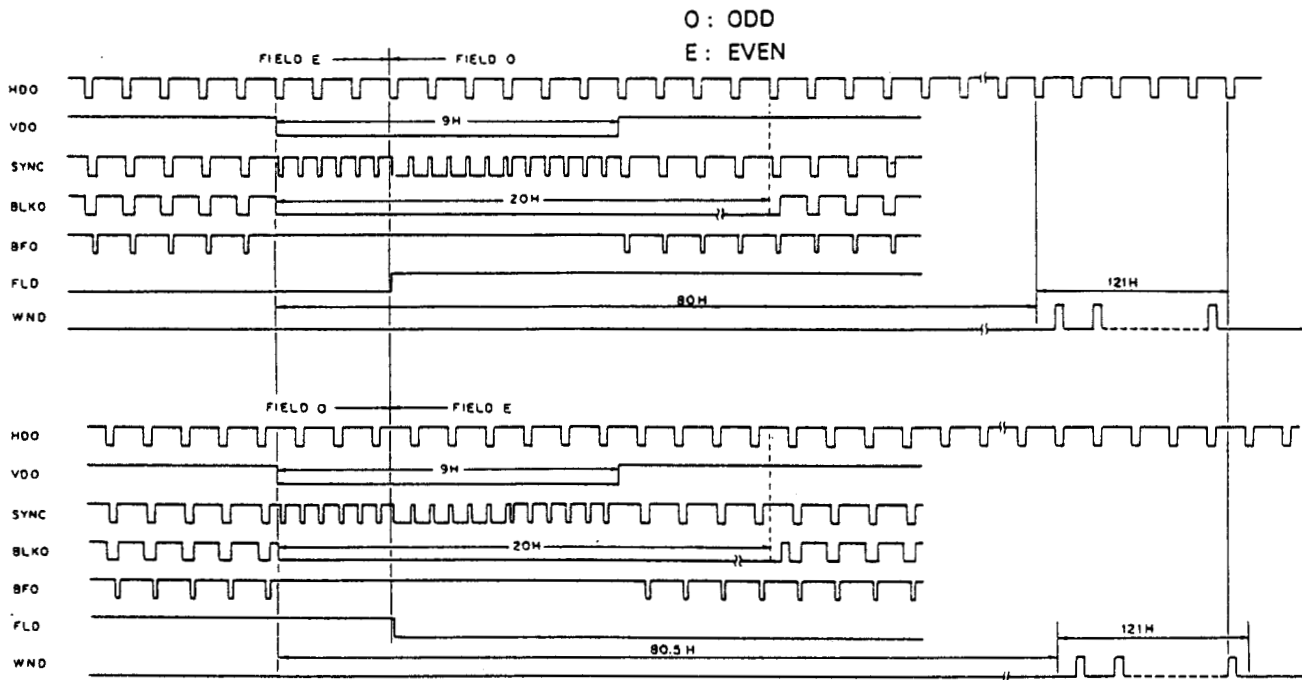 O : ODD
E : EVEN
FIELD E FIELD O
HDO
VDO 9H
SYNC
BLKO 20H
BFO
FLD
80H 121H
WND
FIELD O FIELD E
HDO
VDO 9H
SYNC
BLKO 20H
BFO
FLD
80.5H 121H
WND